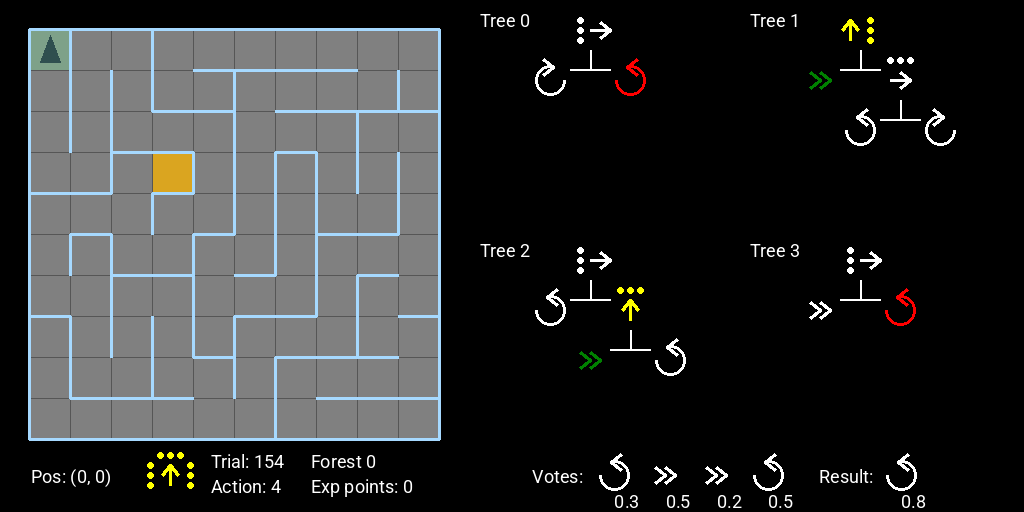 Tree 0
Tree 1
Tree 2
Tree 3
Pos: (0, 0)
Trial: 154
Forest 0
Action: 4
Exp points: 0
Votes:
0.3
0.5
0.2
0.5
Result:
0.8